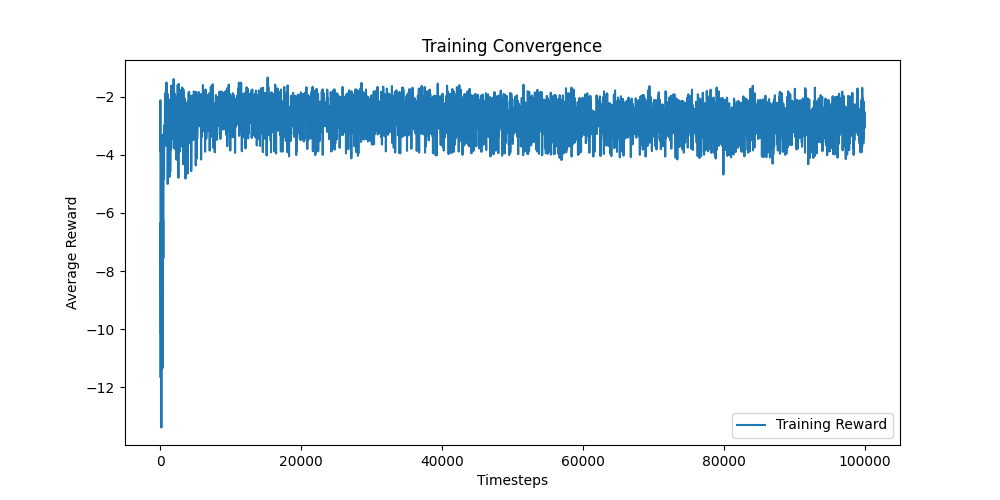 Training Convergence
Average Reward
−2
−4
−6
−8
−10
−12
Training Reward
0 20000 40000 60000 80000 100000
Timesteps